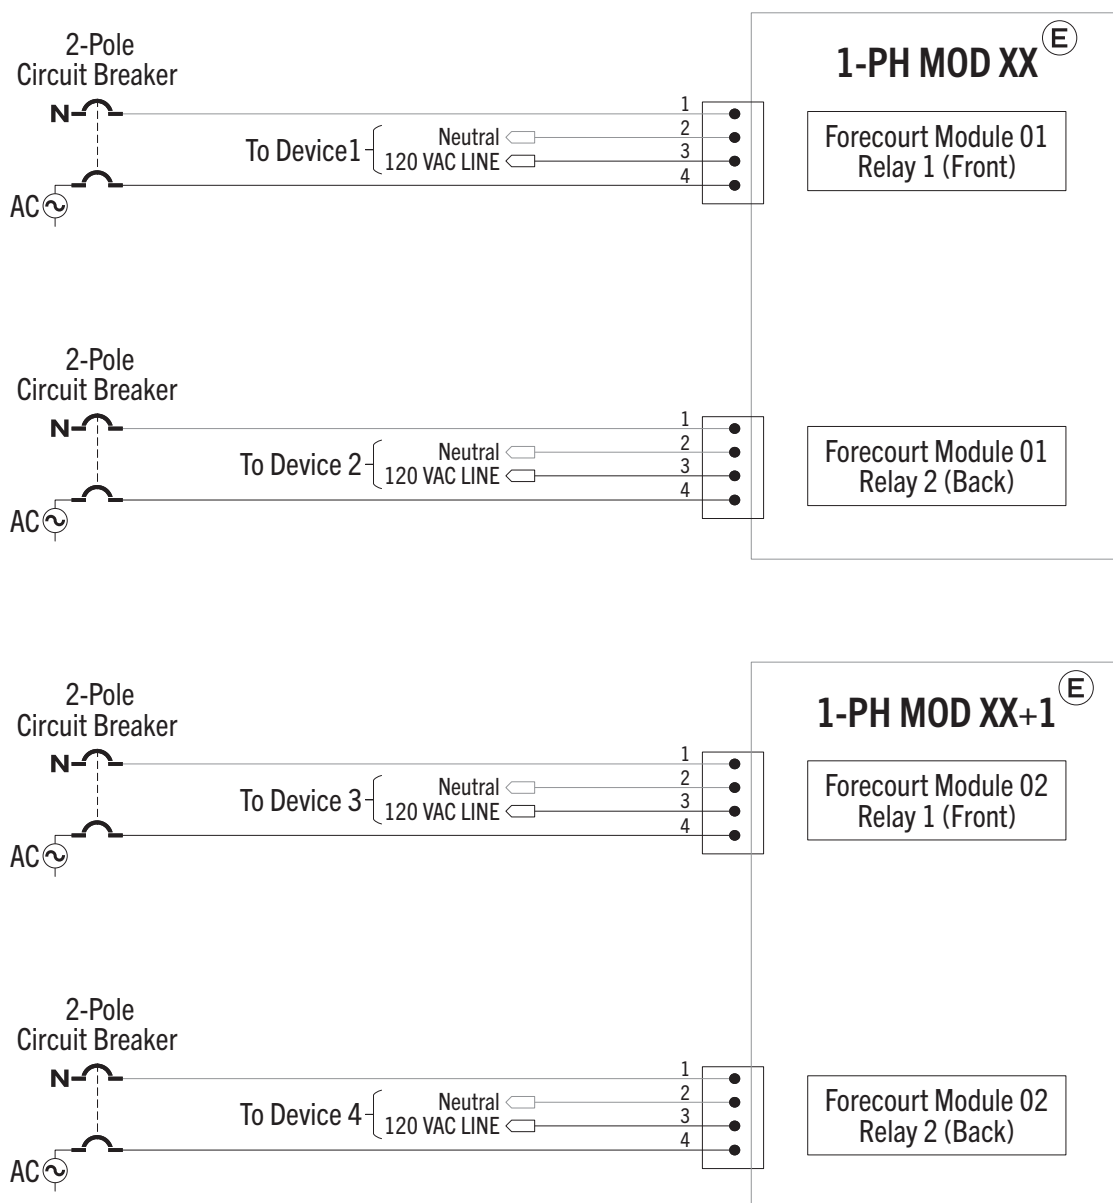 2-Pole
Circuit Breaker
N
AC
To Device1
Neutral
120 VAC LINE
1
2
3
4
1-PH MOD XX
E
Forecourt Module 01
Relay 1 (Front)
2-Pole
Circuit Breaker
N
AC
To Device 2
Neutral
120 VAC LINE
1
2
3
4
Forecourt Module 01
Relay 2 (Back)
2-Pole
Circuit Breaker
N
AC
To Device 3
Neutral
120 VAC LINE
1
2
3
4
1-PH MOD XX+1
E
Forecourt Module 02
Relay 1 (Front)
2-Pole
Circuit Breaker
N
AC
To Device 4
Neutral
120 VAC LINE
1
2
3
4
Forecourt Module 02
Relay 2 (Back)